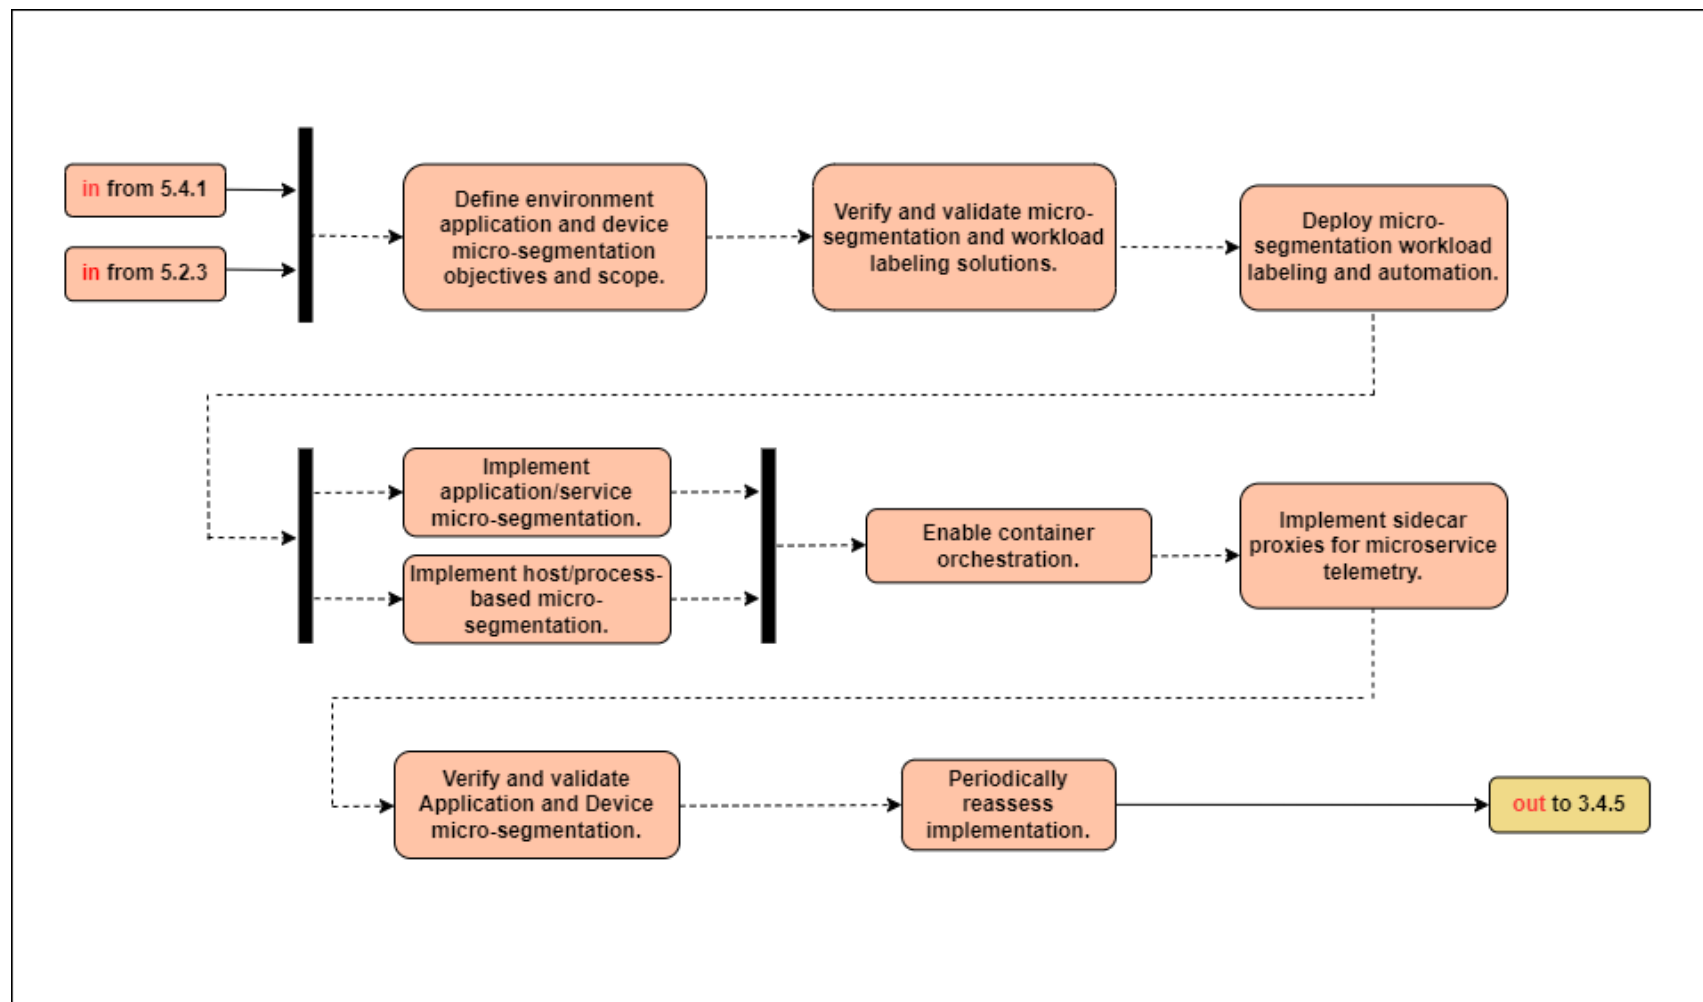 in from 5.4.1
in from 5.2.3
Define environment
application and device
micro-segmentation
objectives and scope.
Verify and validate micro-
segmentation and workload
labeling solutions.
Deploy micro-
segmentation workload
labeling and automation.
Implement
application/service
micro-segmentation.
Implement host/process-
based micro-
segmentation.
Enable container
orchestration.
Implement sidecar
proxies for microservice
telemetry.
Verify and validate
Application and Device
micro-segmentation.
Periodically
reassess
implementation.
out to 3.4.5